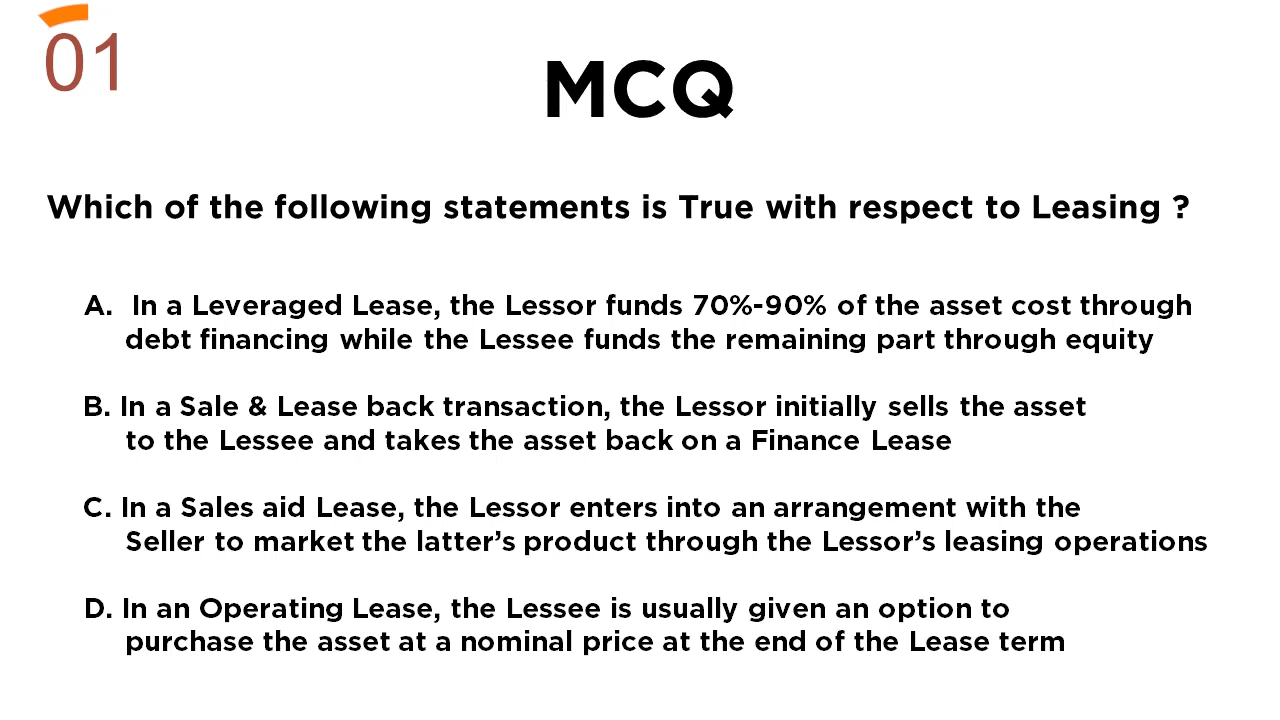 01
MCQ
Which of the following statements is True with respect to Leasing ?
A. In a Leveraged Lease, the Lessor funds 70%-90% of the asset cost through
debt financing while the Lessee funds the remaining part through equity
B. In a Sale & Lease back transaction, the Lessor initially sells the asset
to the Lessee and takes the asset back on a Finance Lease
C. In a Sales aid Lease, the Lessor enters into an arrangement with the
Seller to market the latter’s product through the Lessor’s leasing operations
D. In an Operating Lease, the Lessee is usually given an option to
purchase the asset at a nominal price at the end of the Lease term